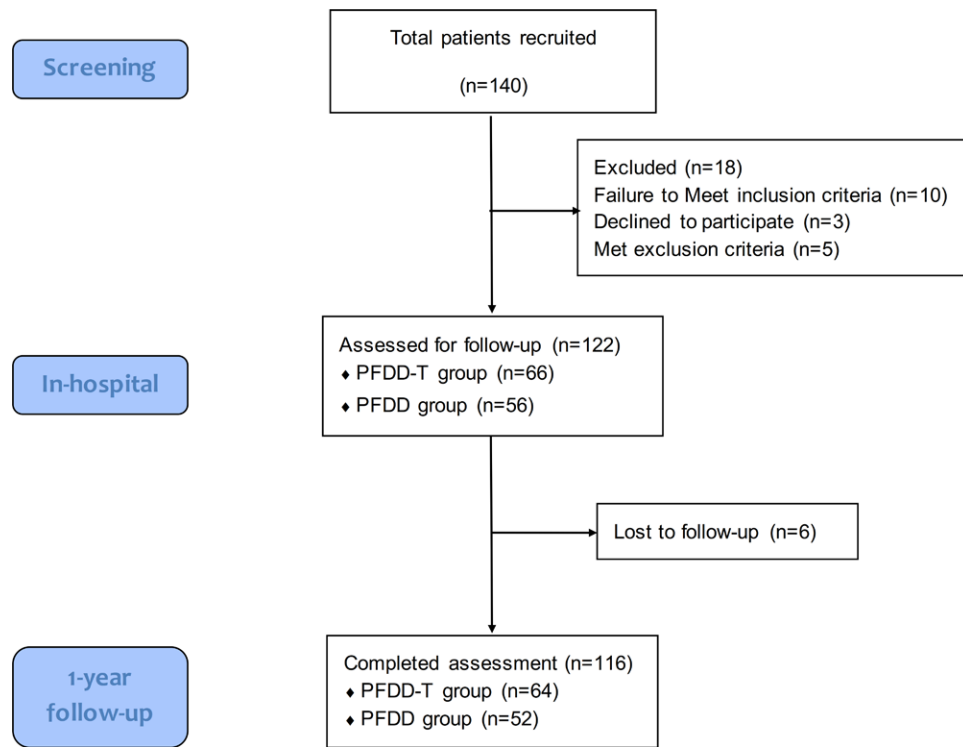 Screening
Total patients recruited
(n=140)
Excluded (n=18)
Failure to Meet inclusion criteria (n=10)
Declined to participate (n=3)
Met exclusion criteria (n=5)
In-hospital
Assessed for follow-up (n=122)
♦ PFDD-T group (n=66)
♦ PFDD group (n=56)
Lost to follow-up (n=6)
1-year
follow-up
Completed assessment (n=116)
♦ PFDD-T group (n=64)
♦ PFDD group (n=52)